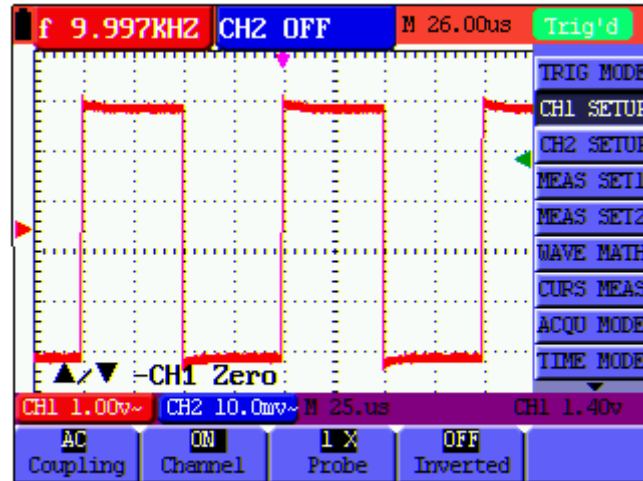 f 9.997KHZ CH2 OFF M 26.00us Trig'd
TRIG MODE
CH1 SETUP
CH2 SETUP
MEAS SET1
MEAS SET2
WAVE MATH
CURS MEAS
ACQU MODE
TIME MODE
▲/▼ -CH1 Zero
CH1 1.00v~ CH2 10.0mv~ M 25.us CH1 1.40v
AC ON 1 X OFF
Coupling Channel Probe Inverted